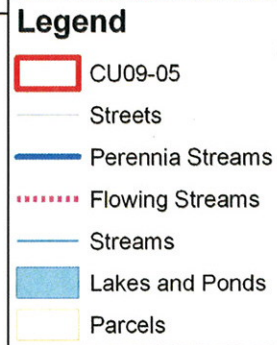 Legend
CU09-05
Streets
Perennia Streams
Flowing Streams
Streams
Lakes and Ponds
Parcels